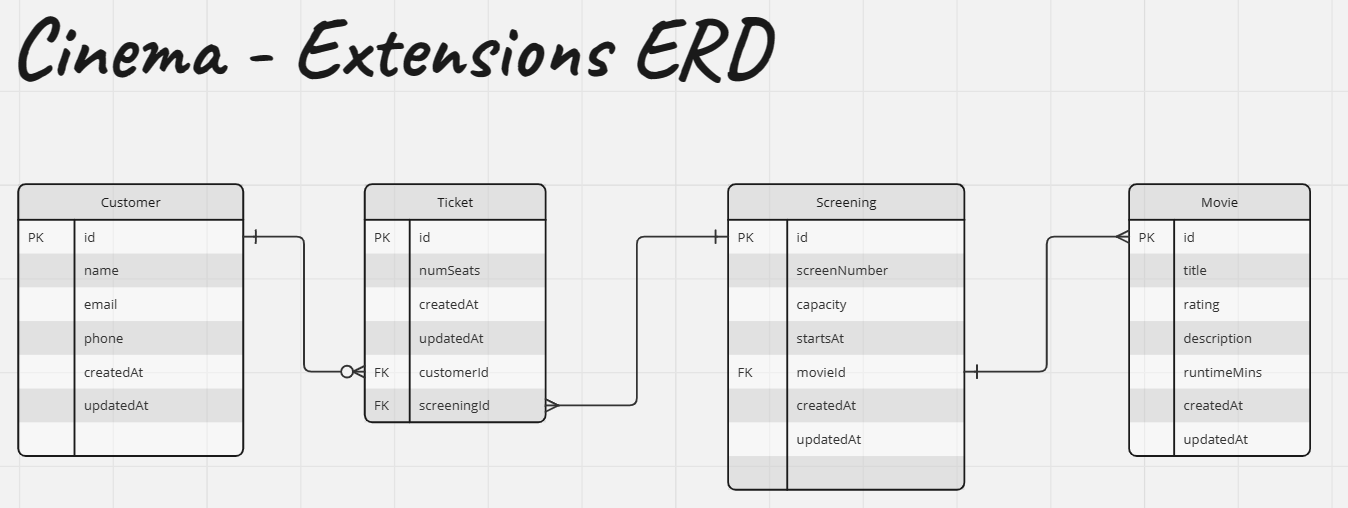 Cinema - Extensions ERD
Customer
PK id
name
email
phone
createdAt
updatedAt
Ticket
PK id
numSeats
createdAt
updatedAt
FK customerId
FK screeningId
Screening
PK id
screenNumber
capacity
startsAt
FK movieId
createdAt
updatedAt
Movie
PK id
title
rating
description
runtimeMins
createdAt
updatedAt